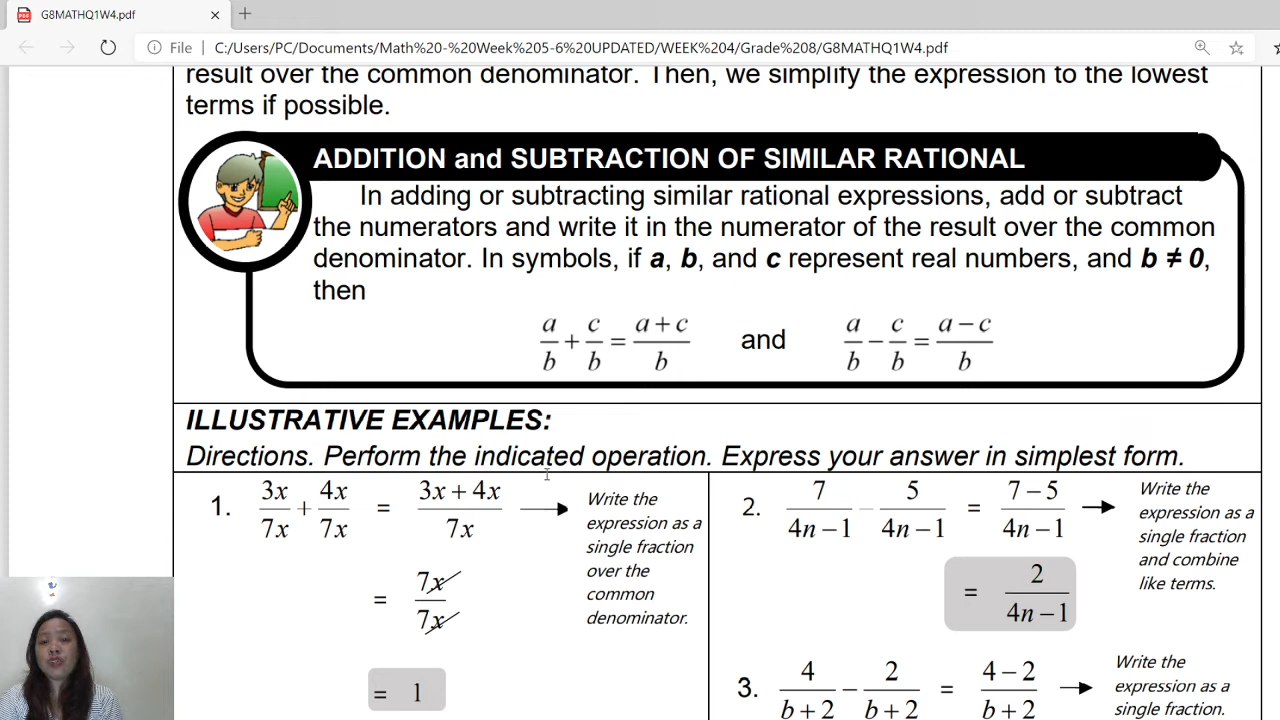 G8MATHQ1W4.pdf
File C:/Users/PC/Documents/Math%20-%20Week%205-6%20UPDATED/WEEK%204/Grade%208/G8MATHQ1W4.pdf
result over the common denominator. Then, we simplify the expression to the lowest
terms if possible.
ADDITION and SUBTRACTION OF SIMILAR RATIONAL
In adding or subtracting similar rational expressions, add or subtract
the numerators and write it in the numerator of the result over the common
denominator. In symbols, if a, b, and c represent real numbers, and b ≠ 0,
then
a/b + c/b = a + c/b and a/b − c/b = a − c/b
ILLUSTRATIVE EXAMPLES:
Directions. Perform the indicated operation. Express your answer in simplest form.
1. 3x/7x + 4x/7x = 3x + 4x/7x
Write the
expression as a
single fraction
over the
common
denominator.
= 7x/7x
= 1
2. 7/4n − 1 − 5/4n − 1 = 7 − 5/4n − 1
Write the
expression as a
single fraction
and combine
like terms.
= 2/4n − 1
3. 4/b + 2 − 2/b + 2 = 4 − 2/b + 2
Write the
expression as a
single fraction.